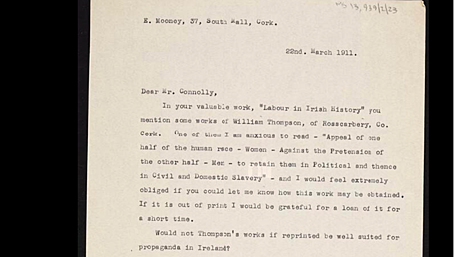 E. Mooney, 37, South Mall, Cork.
22nd. March 1911.
Dear Mr. Connolly,
In your valuable work, "Labour in Irish History" you
mention some works of William Thompson, of Rosscarbery, Co.
Cork. One of them I am anxious to read - "Appeal of one
half of the human race - Women - Against the Pretension of
the other half - Men - to retain them in Political and thence
in Civil and Domestic Slavery" - and I would feel extremely
obliged if you could let me know how this work may be obtained.
If it is out of print I would be grateful for a loan of it for
a short time.
Would not Thompson's works if reprinted be well suited for
propaganda in Ireland?